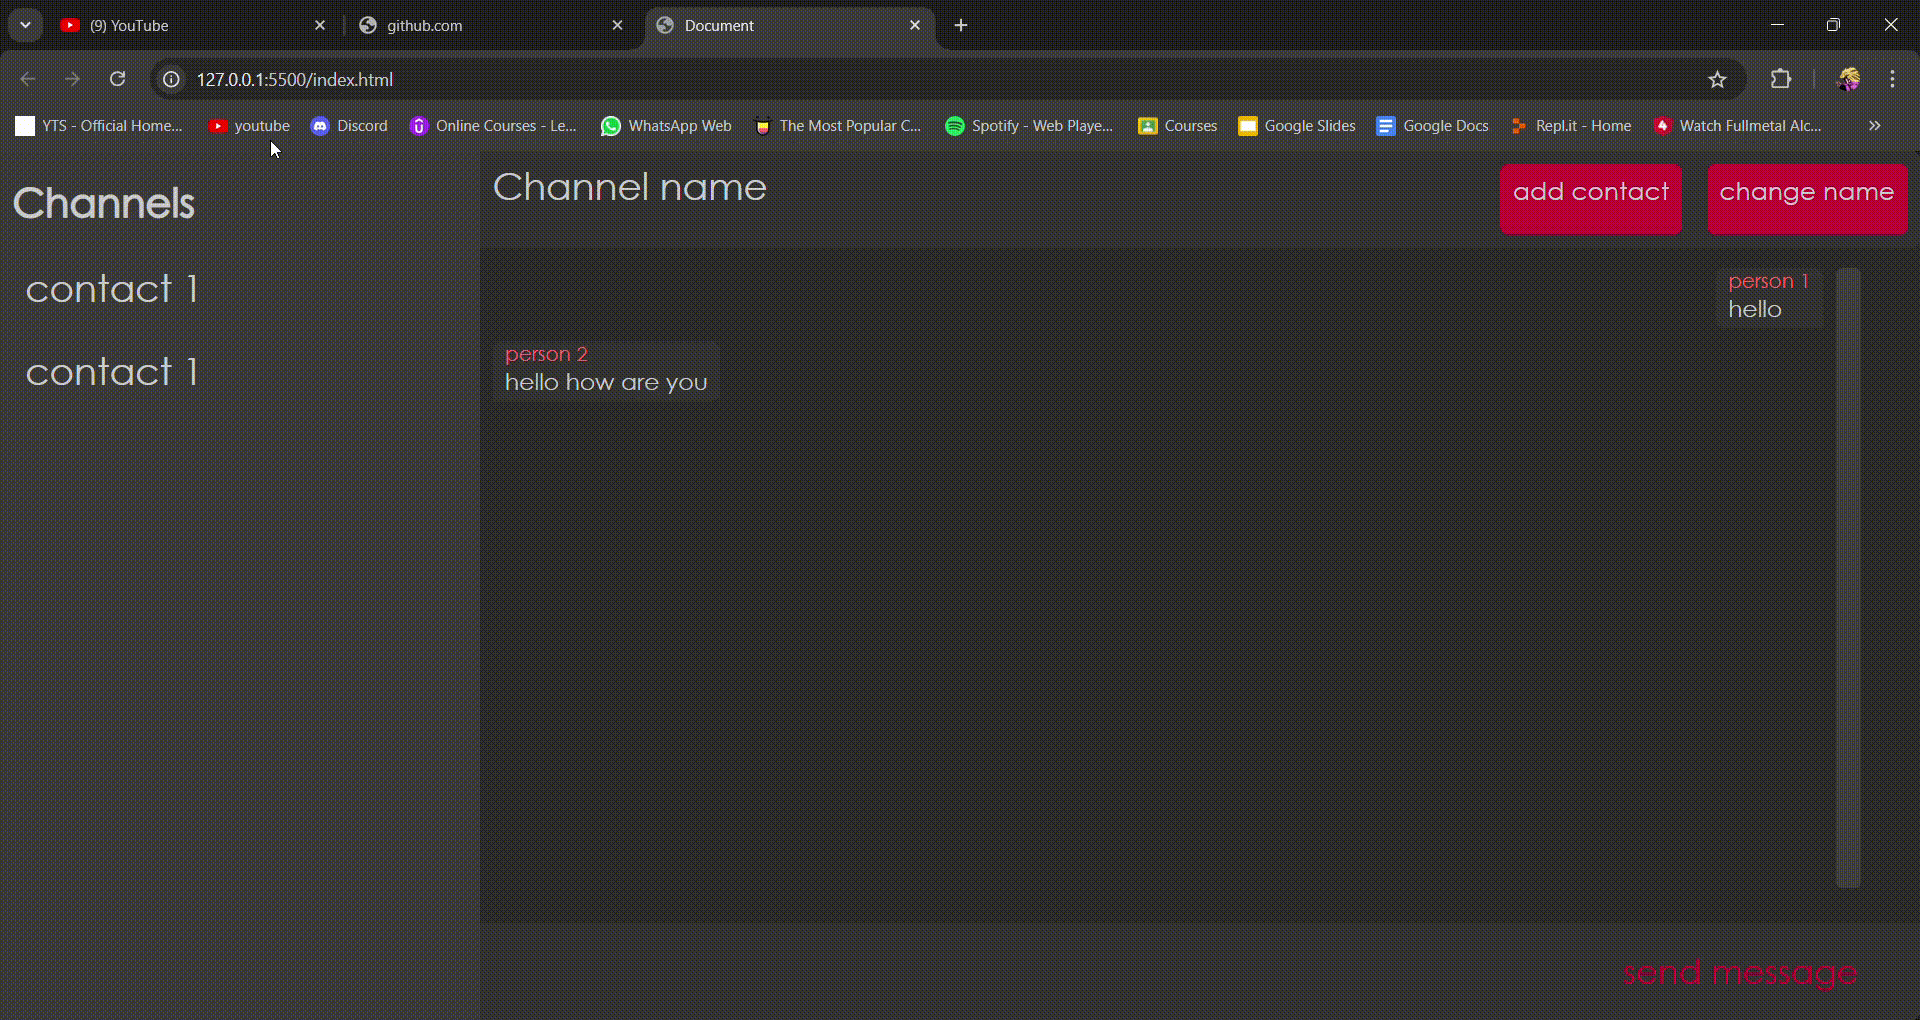 (9) YouTube
github.com
Document
127.0.0.1:5500/index.html
YTS - Official Home...
youtube
Discord
Online Courses - Le...
WhatsApp Web
The Most Popular C...
Spotify - Web Playe...
Courses
Google Slides
Google Docs
Repl.it - Home
Watch Fullmetal Alc...
Channels
contact 1
contact 1
Channel name
add contact
change name
person 1
hello
person 2
hello how are you
send message